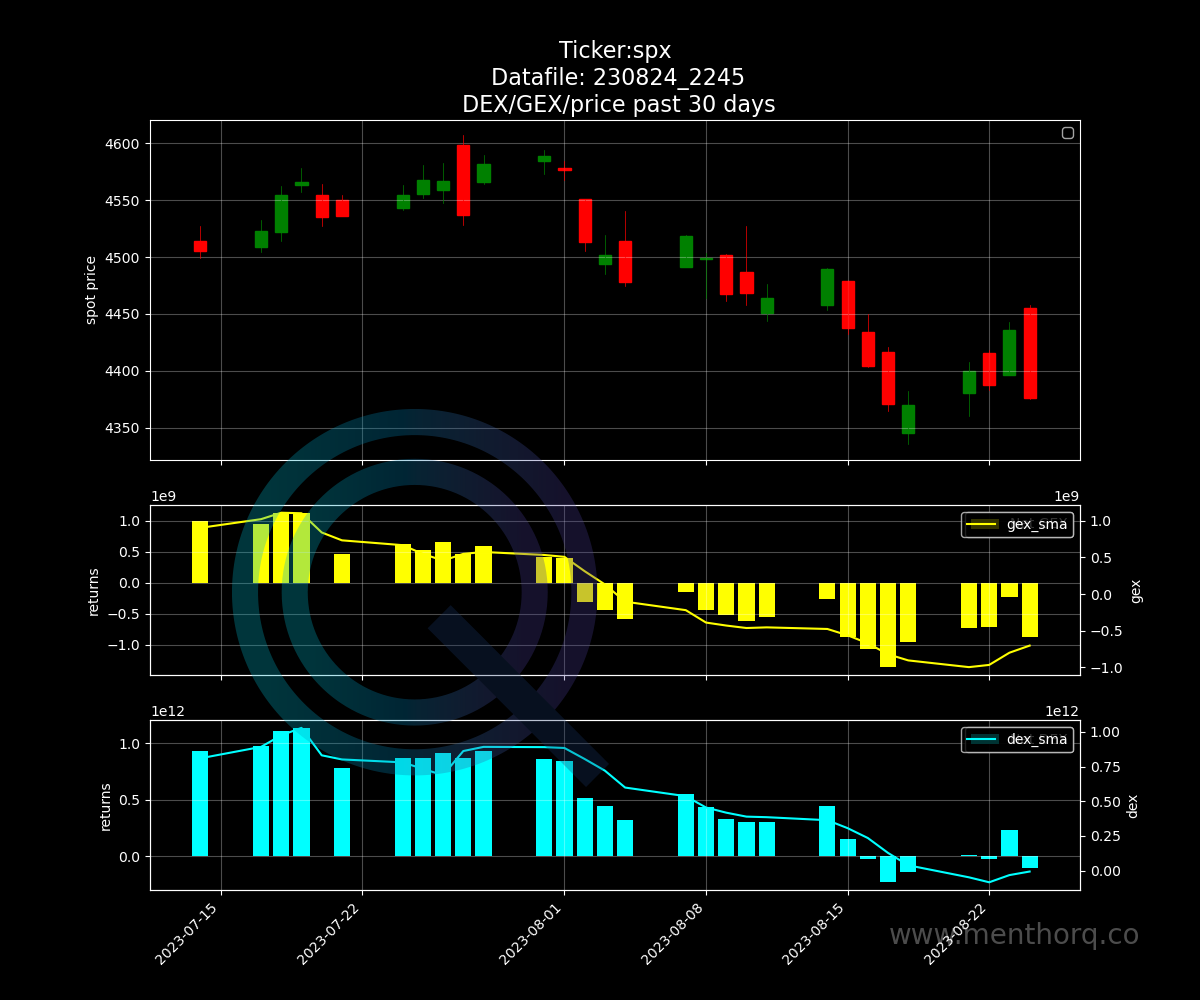 Ticker:spx
Datafile: 230824_2245
DEX/GEX/price past 30 days
4600
4550
4500
4450
4400
4350
spot price
1e9
1e9
1.0
0.5
0.0
−0.5
−1.0
returns
gex_sma
1.0
0.5
0.0
−0.5
−1.0
gex
1e12
1e12
1.0
0.5
0.0
returns
dex_sma
1.00
0.75
0.50
0.25
0.00
dex
2023-07-15
2023-07-22
2023-08-01
2023-08-08
2023-08-15
2023-08-22
www.menthorq.co